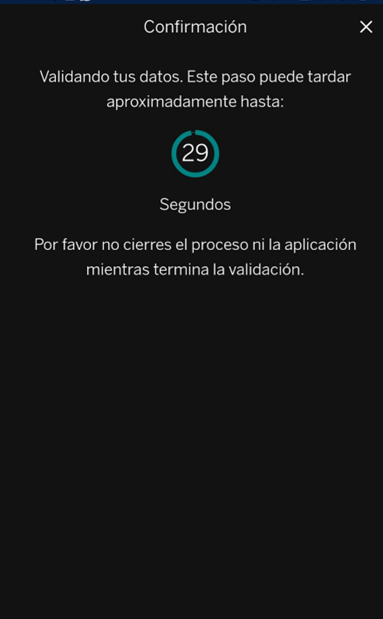 Confirmación
Validando tus datos. Este paso puede tardar
aproximadamente hasta:
29
Segundos
Por favor no cierres el proceso ni la aplicación
mientras termina la validación.